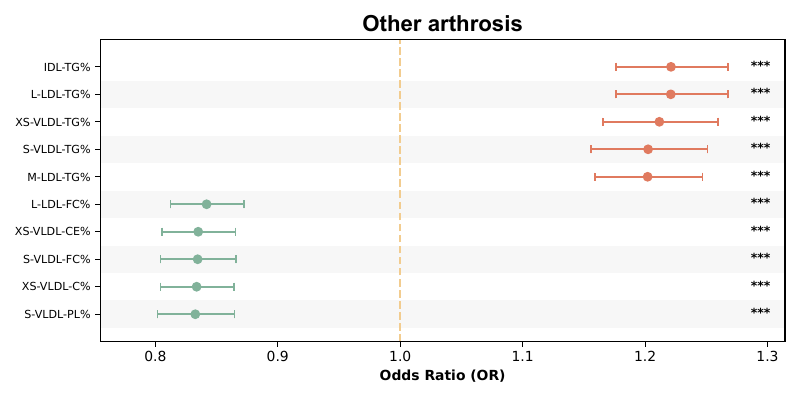 Other arthrosis
IDL-TG% ***
L-LDL-TG% ***
XS-VLDL-TG% ***
S-VLDL-TG% ***
M-LDL-TG% ***
L-LDL-FC% ***
XS-VLDL-CE% ***
S-VLDL-FC% ***
XS-VLDL-C% ***
S-VLDL-PL% ***
0.8 0.9 1.0 1.1 1.2 1.3
Odds Ratio (OR)